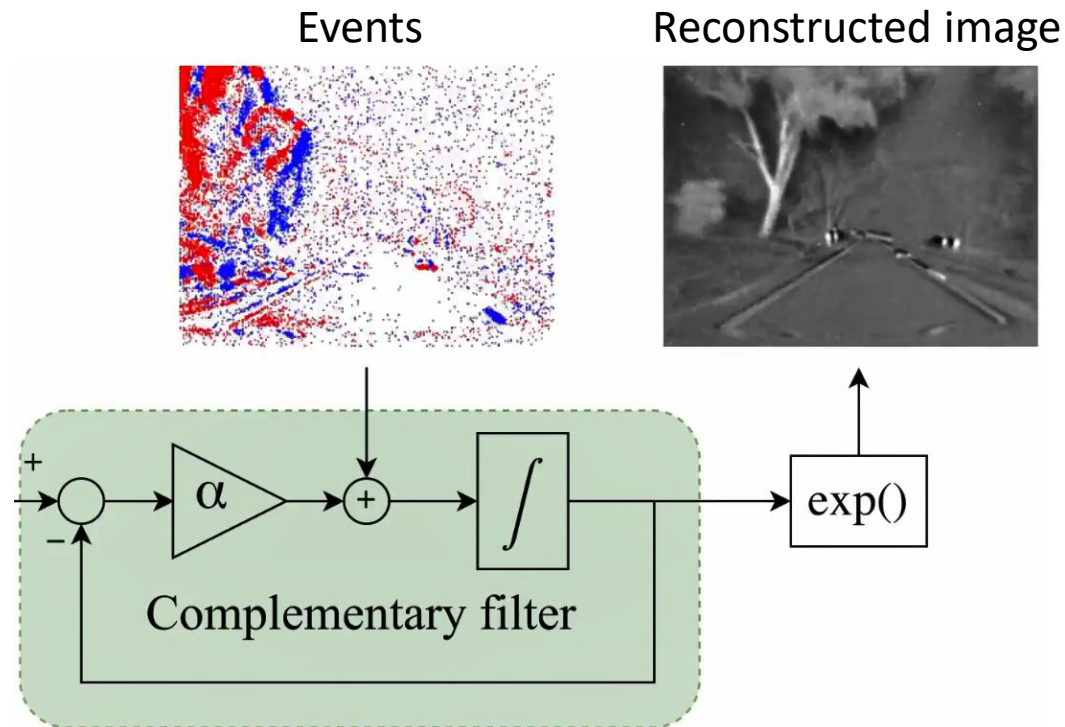 Events
Reconstructed image
+
α
+
∫
exp()
−
Complementary filter